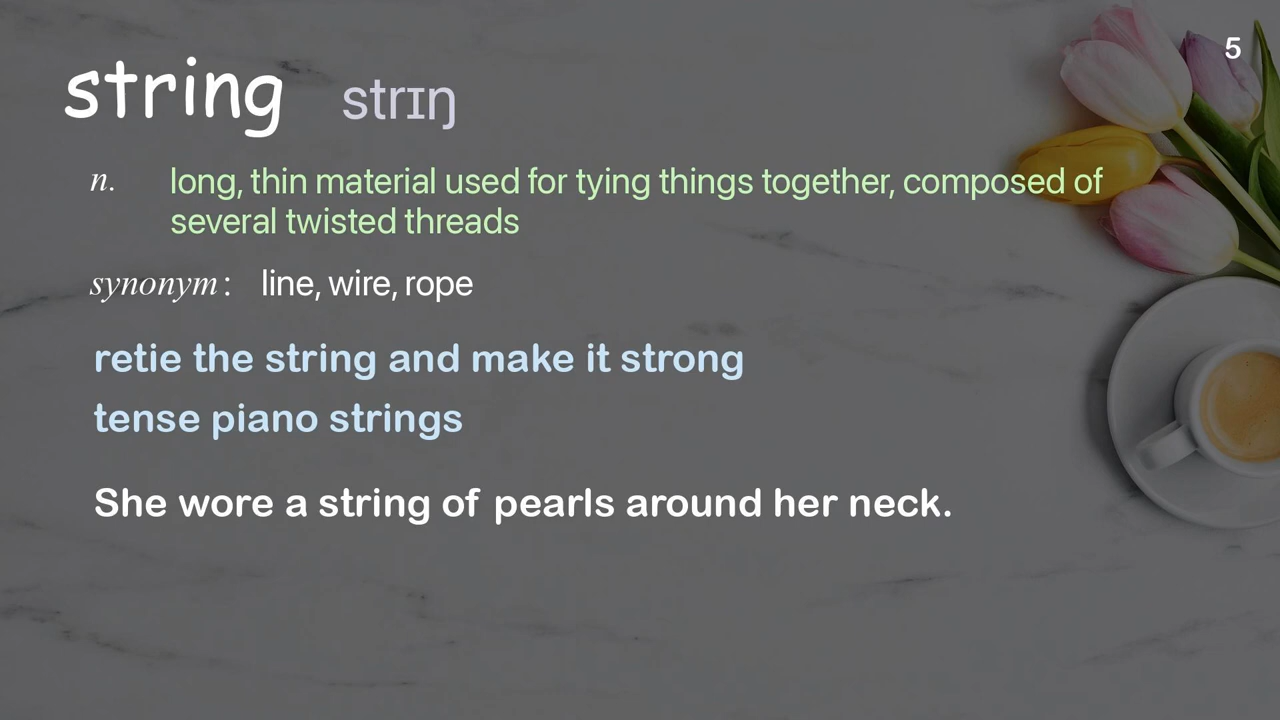 5
string strɪŋ
n. long, thin material used for tying things together, composed of
several twisted threads
synonym: line, wire, rope
retie the string and make it strong
tense piano strings
She wore a string of pearls around her neck.